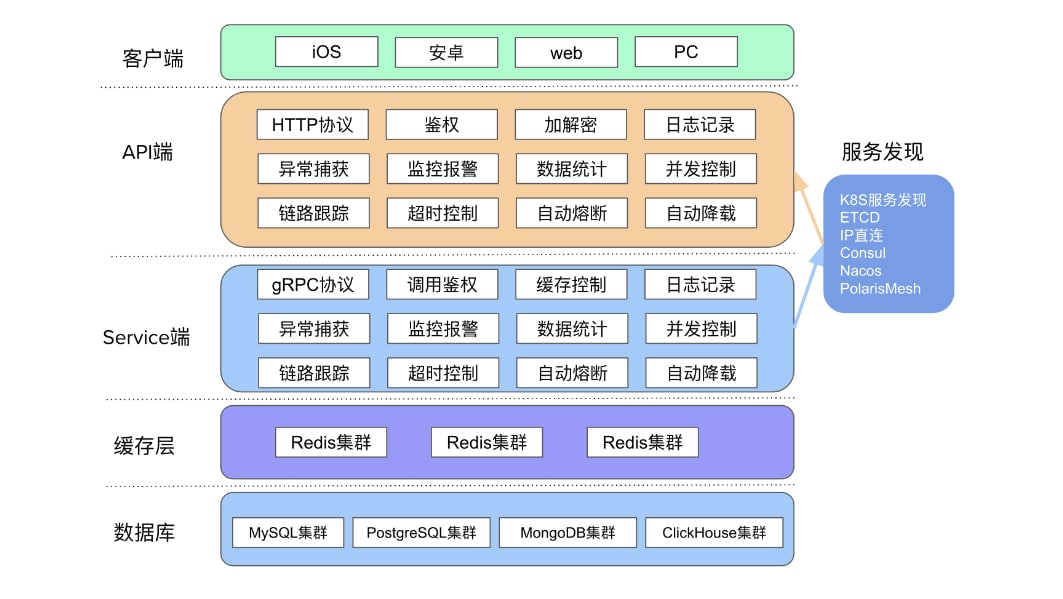 客户端
iOS
安卓
web
PC
API端
HTTP协议
鉴权
加解密
日志记录
异常捕获
监控报警
数据统计
并发控制
链路跟踪
超时控制
自动熔断
自动降载
服务发现
K8S服务发现
ETCD
IP直连
Consul
Nacos
PolarisMesh
Service端
gRPC协议
调用鉴权
缓存控制
日志记录
异常捕获
监控报警
数据统计
并发控制
链路跟踪
超时控制
自动熔断
自动降载
缓存层
Redis集群
Redis集群
Redis集群
数据库
MySQL集群
PostgreSQL集群
MongoDB集群
ClickHouse集群